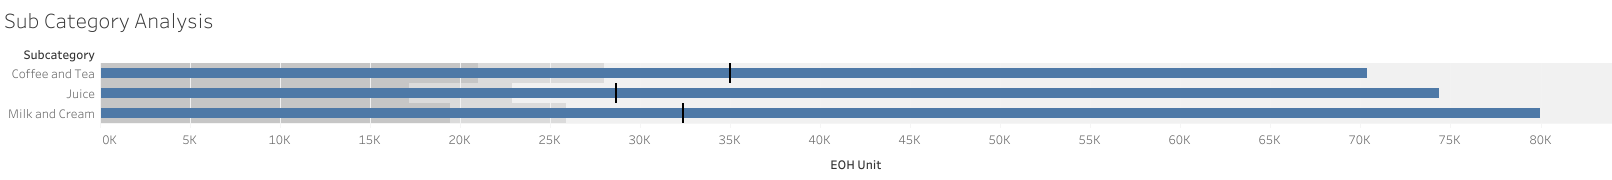 Sub Category Analysis
Subcategory
Coffee and Tea
Juice
Milk and Cream
0K 5K 10K 15K 20K 25K 30K 35K 40K 45K 50K 55K 60K 65K 70K 75K 80K
EOH Unit